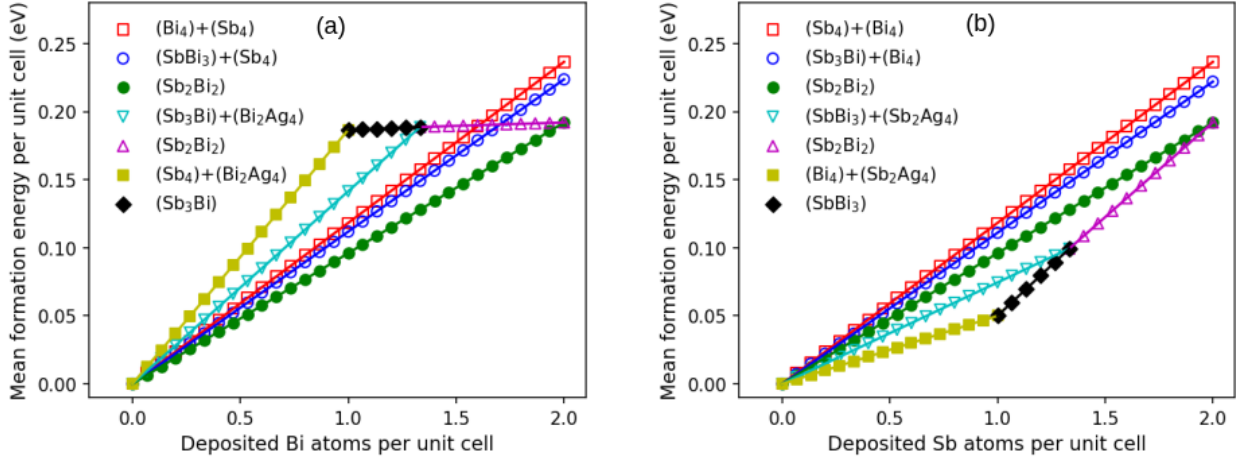 (a)
Mean formation energy per unit cell (eV)
0.25
0.20
0.15
0.10
0.05
0.00
(Bi₄)+(Sb₄)
(SbBi₃)+(Sb₄)
(Sb₂Bi₂)
(Sb₃Bi)+(Bi₂Ag₄)
(Sb₂Bi₂)
(Sb₄)+(Bi₂Ag₄)
(Sb₃Bi)
0.0 0.5 1.0 1.5 2.0
Deposited Bi atoms per unit cell
(b)
Mean formation energy per unit cell (eV)
0.25
0.20
0.15
0.10
0.05
0.00
(Sb₄)+(Bi₄)
(Sb₃Bi)+(Bi₄)
(Sb₂Bi₂)
(SbBi₃)+(Sb₂Ag₄)
(Sb₂Bi₂)
(Bi₄)+(Sb₂Ag₄)
(SbBi₃)
0.0 0.5 1.0 1.5 2.0
Deposited Sb atoms per unit cell